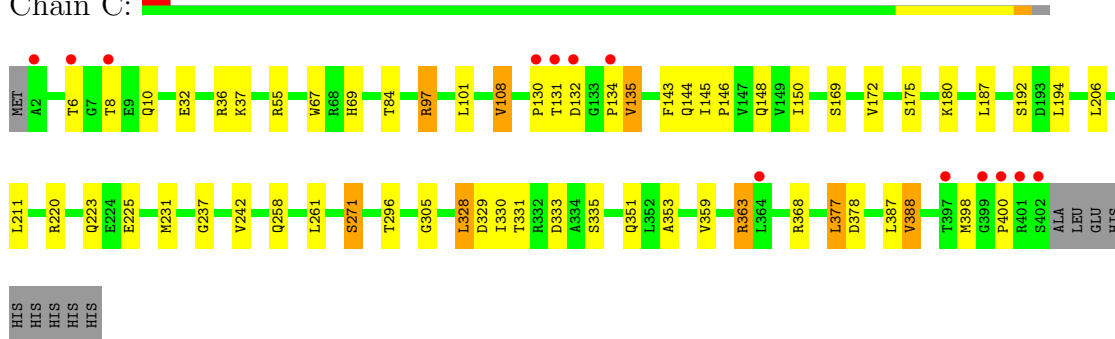 Chain C:
MET A2 T6 G7 T8 E9 Q10 E32 R36 K37 R55 W67 R68 H69 T84 R97 L101 V108 P130 T131 D132 G133 P134 V135 F143 Q144 I145 P146 V147 Q148 V149 I150 S169 V172 S175 K180 L187 S192 D193 L194 L206
L211 R220 Q223 E224 E225 M231 G237 V242 Q258 L261 S271 T296 G305 L328 D329 I330 T331 R332 D333 A334 S335 Q351 L352 A353 V359 R363 L364 R368 L377 D378 L387 V388 T397 M398 G399 P400 R401 S402 ALA LEU GLU HIS
HIS HIS HIS HIS HIS